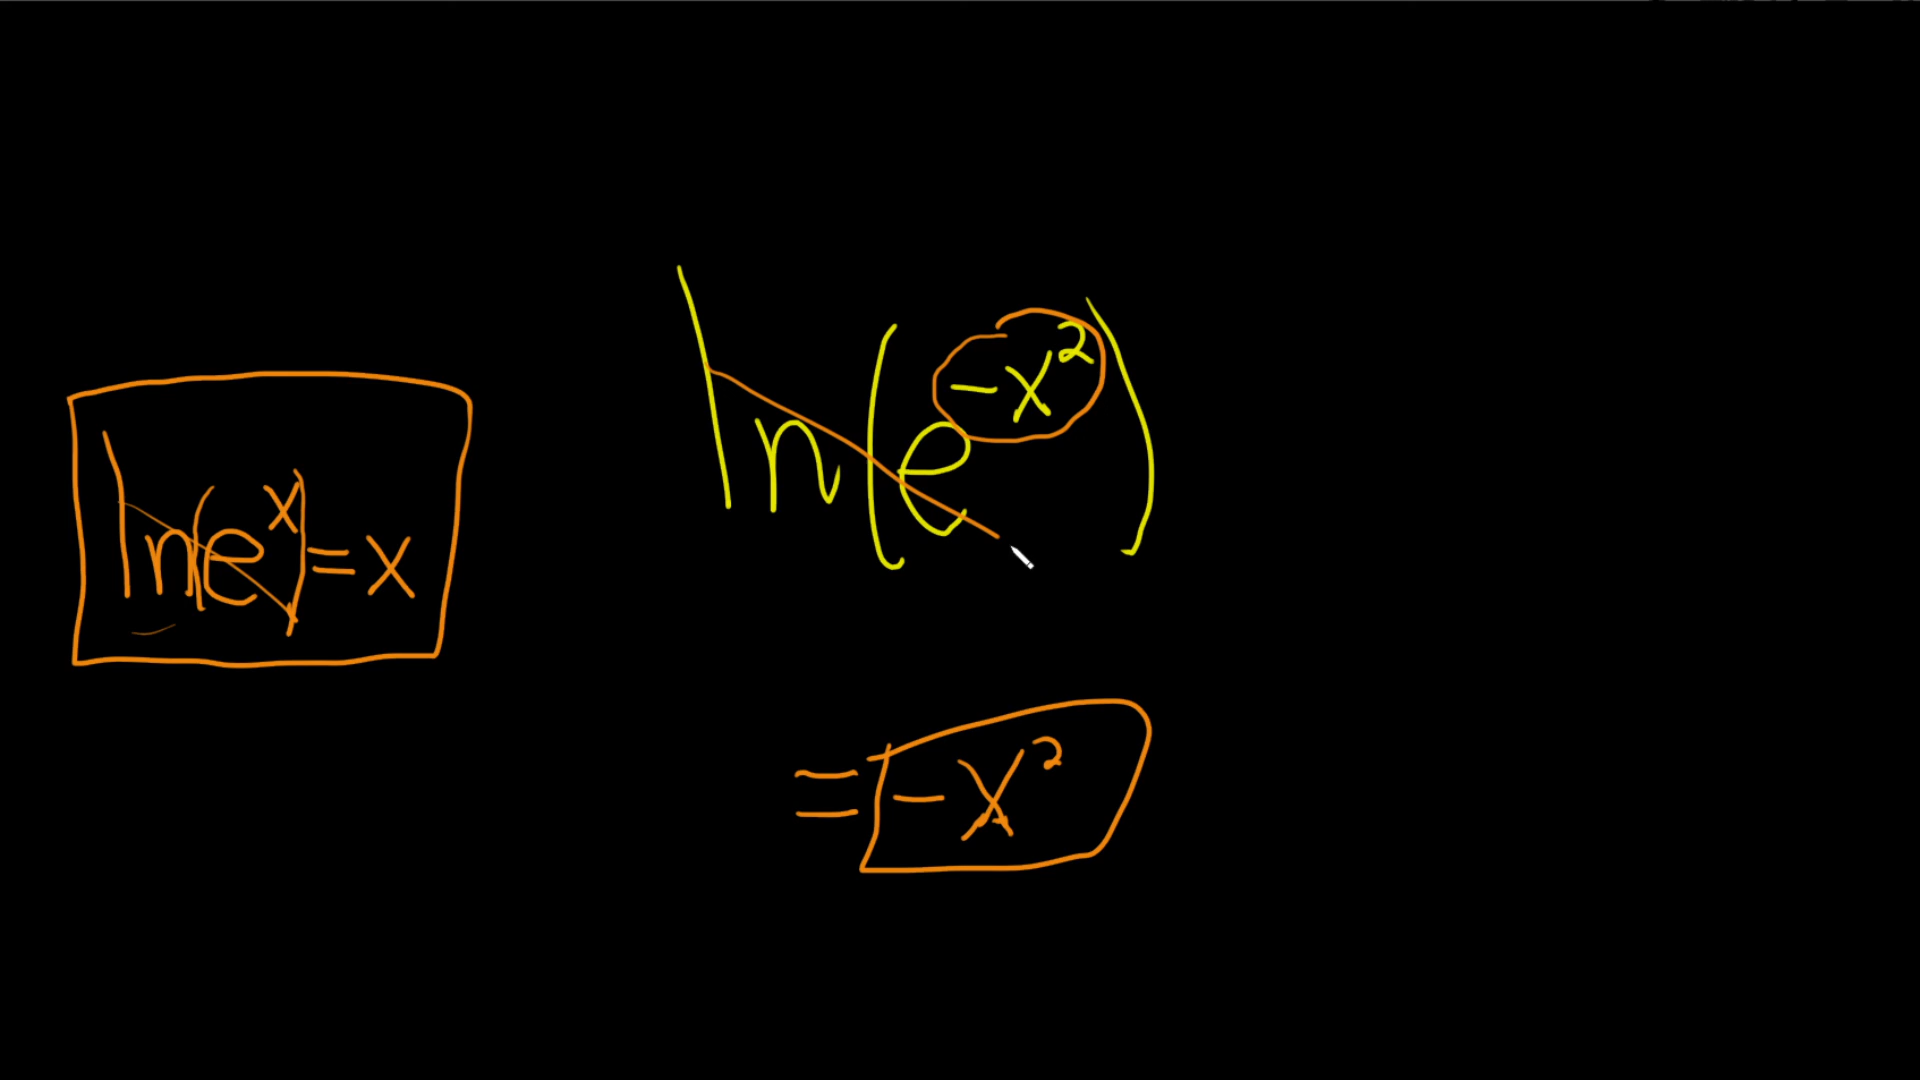 ln(e^x) = x
ln(e^-x²)
= -x²